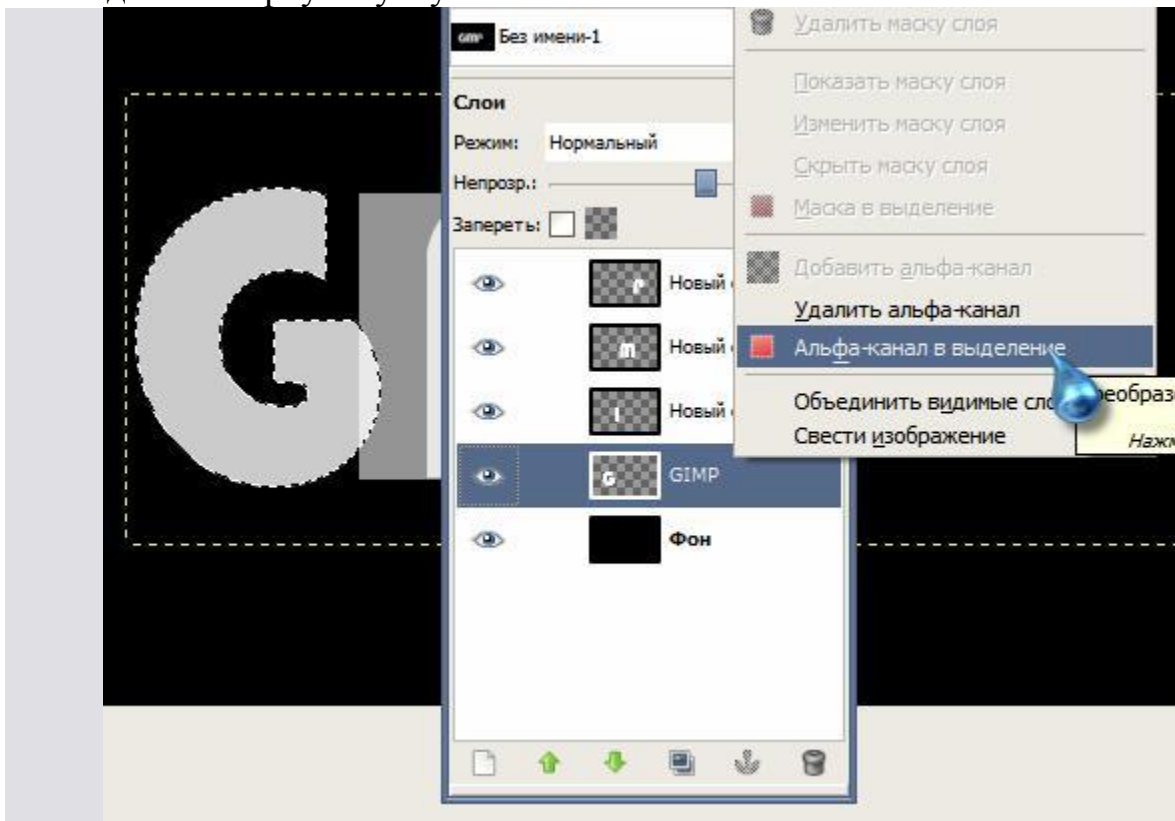 Без имени-1
Слои
Режим: Нормальный
Непрозр.:
Запереть:
Новый
Новый
Новый
GIMP
Фон
Удалить маску слоя
Показать маску слоя
Изменить маску слоя
Скрыть маску слоя
Маска в выделение
Добавить альфа-канал
Удалить альфа-канал
Альфа-канал в выделение
Объединить видимые сло
Свести изображение
реобраз
Наж
G